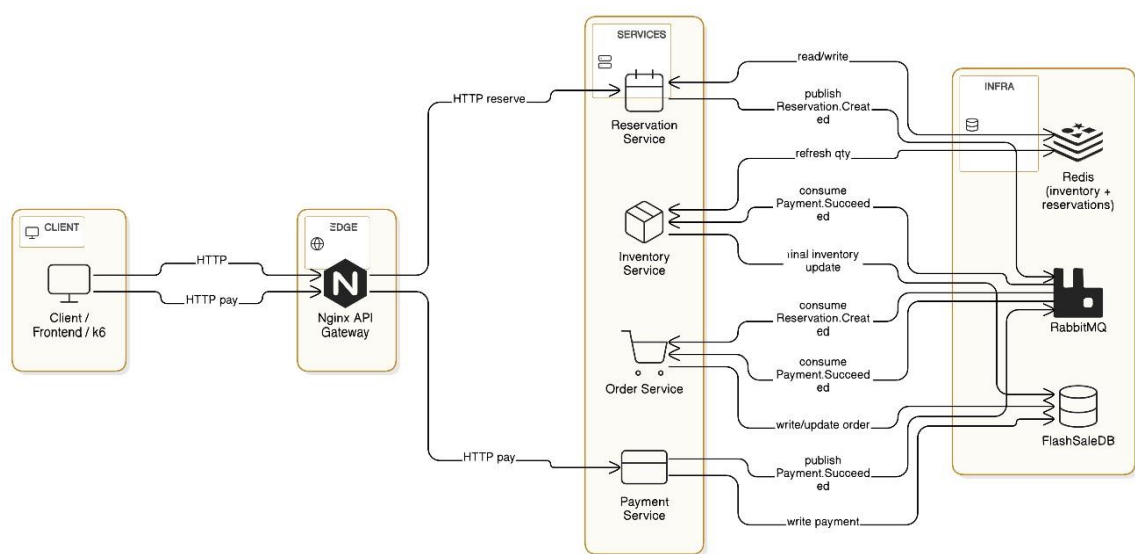 CLIENT
Client /
Frontend / k6
HTTP
HTTP pay
EDGE
Nginx API
Gateway
HTTP reserve
HTTP pay
SERVICES
Reservation
Service
Inventory
Service
Order Service
Payment
Service
read/write
publish
Reservation.Creat
ed
refresh qty
consume
Payment.Succeed
ed
inal inventory
update
consume
Reservation.Creat
ed
consume
Payment.Succeed
ed
write/update order
publish
Payment.Succeed
ed
write payment
INFRA
Redis
(inventory +
reservations)
RabbitMQ
FlashSaleDB